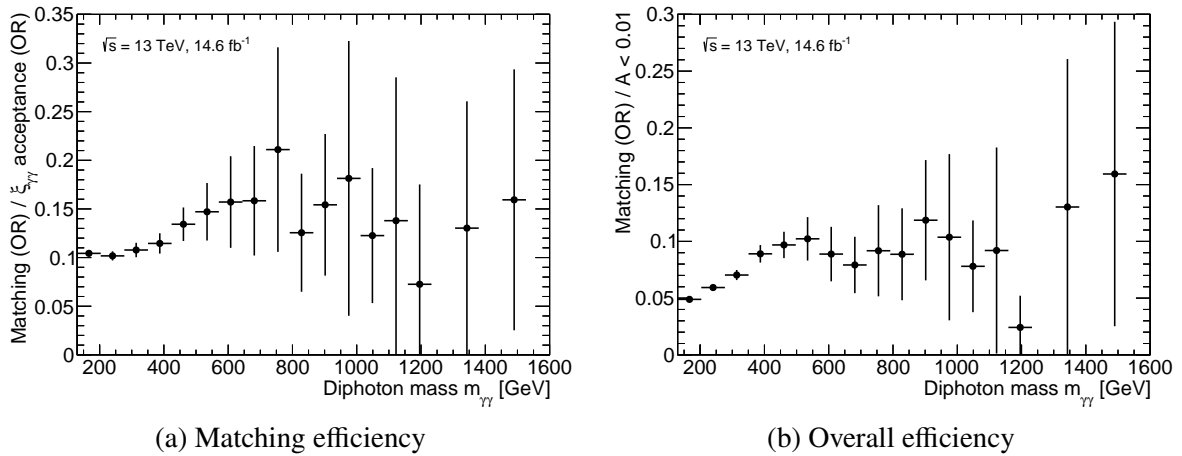 Matching (OR) / ξγγ acceptance (OR)
0.35
0.3
0.25
0.2
0.15
0.1
0.05
0
√s = 13 TeV, 14.6 fb⁻¹
200 400 600 800 1000 1200 1400 1600
Diphoton mass mγγ [GeV]
(a) Matching efficiency
Matching (OR) / A < 0.01
0.3
0.25
0.2
0.15
0.1
0.05
0
√s = 13 TeV, 14.6 fb⁻¹
200 400 600 800 1000 1200 1400 1600
Diphoton mass mγγ [GeV]
(b) Overall efficiency